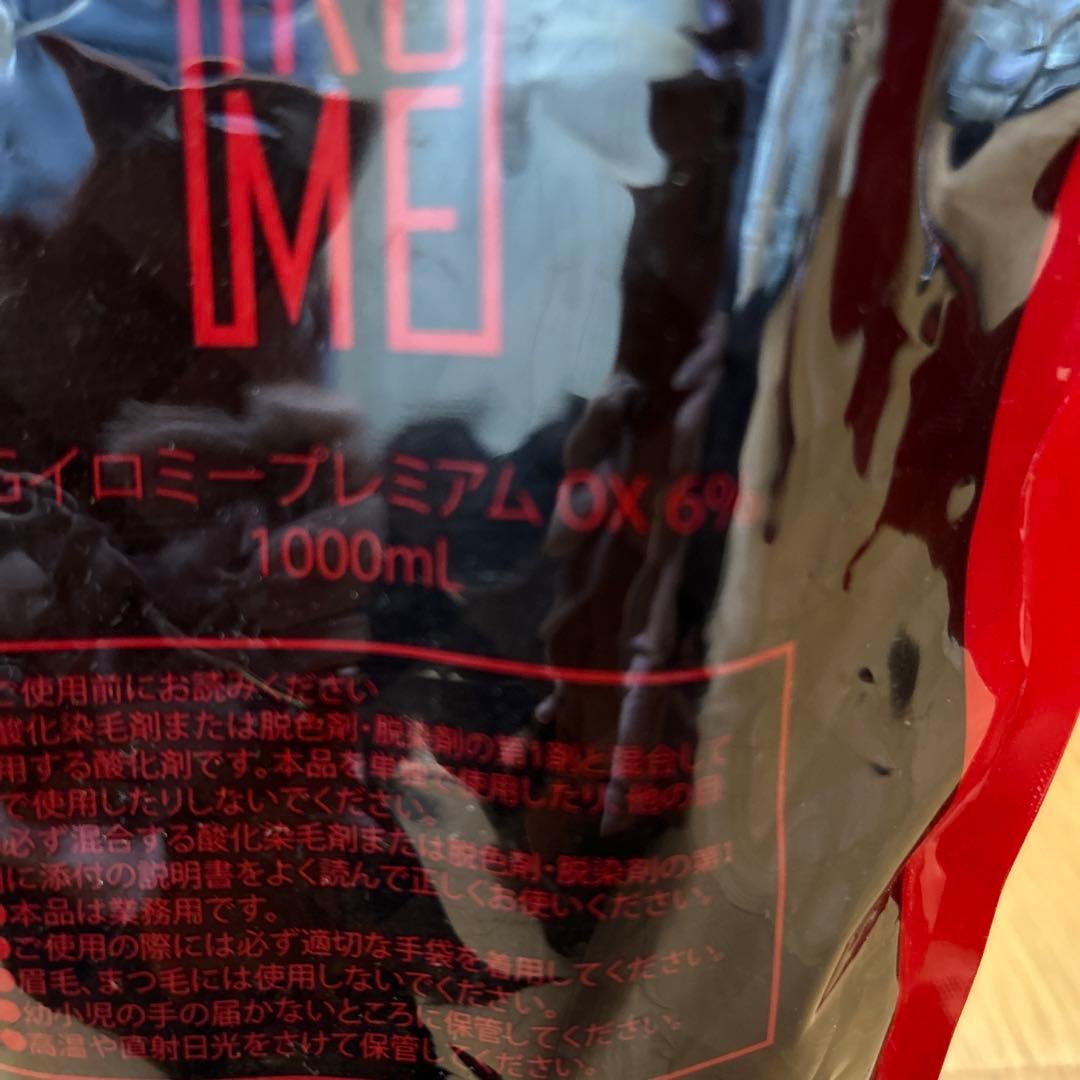 ME
イロミープレミアム OX 6%
1000mL
ご使用前にお読みください
酸化染毛剤または脱色剤・脱染剤の第1剤と混合して
用する酸化剤です。本品を単独で使用したり、他の目
で使用したりしないでください。
必ず混合する酸化染毛剤または脱色剤・脱染剤の第1
に添付の説明書をよく読んで正しくお使いください。
●本品は業務用です。
●ご使用の際には必ず適切な手袋を着用してください。
●眉毛、まつ毛には使用しないでください。
●幼小児の手の届かないところに保管してください。
●高温や直射日光をさけて保管してください。